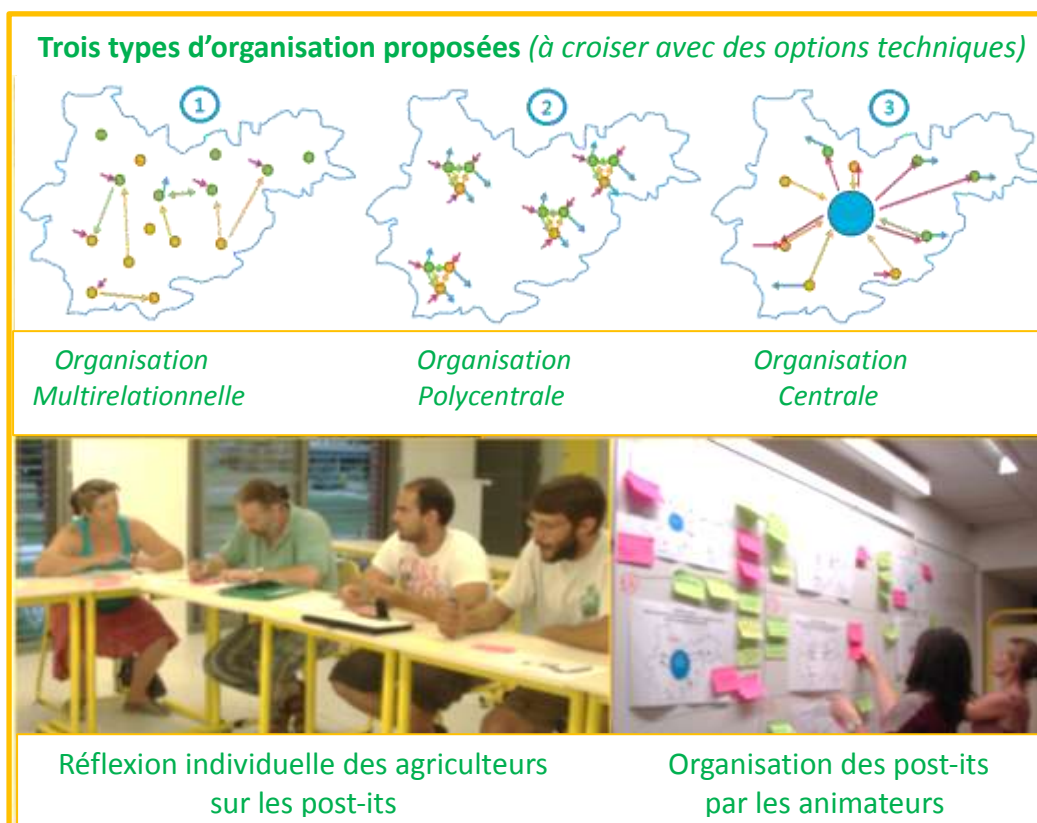 Trois types d'organisation proposées (à croiser avec des options techniques)
1
2
3
Organisation
Multirelationnelle
Organisation
Polycentrale
Organisation
Centrale
Réflexion individuelle des agriculteurs
sur les post-its
Organisation des post-its
par les animateurs